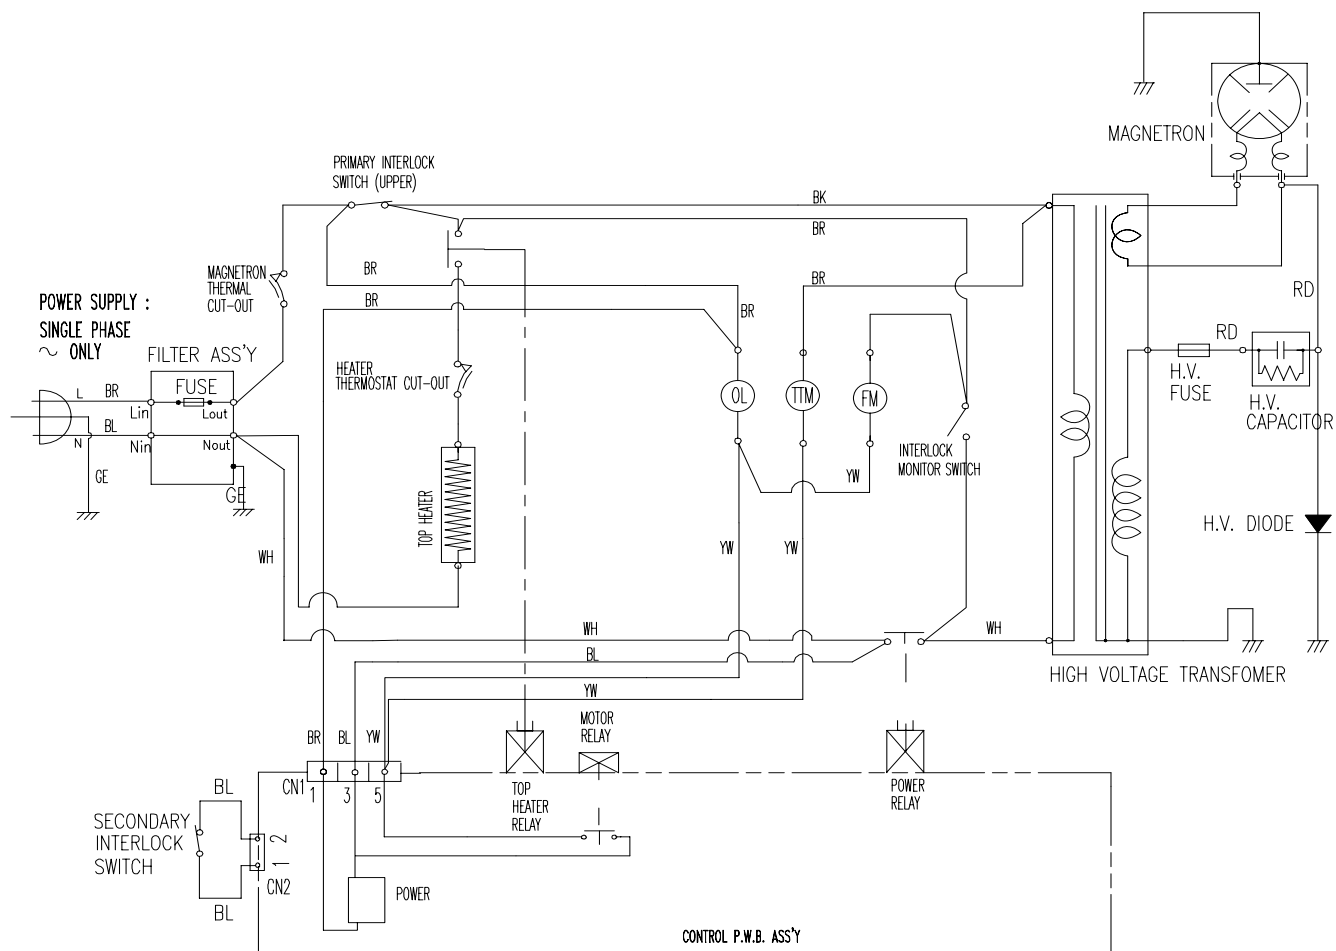 MAGNETRON
PRIMARY INTERLOCK
SWITCH (UPPER)
BK
BR
MAGNETRON
THERMAL
CUT-OUT
BR
BR
BR
BR
RD
POWER SUPPLY :
SINGLE PHASE
~ ONLY
FILTER ASS'Y
FUSE
HEATER
THERMOSTAT CUT-OUT
RD
H.V.
FUSE
H.V.
CAPACITOR
L
BR
Lin
Lout
OL
TTM
FM
N
BL
Nin
Nout
INTERLOCK
MONITOR SWITCH
GE
GE
YW
TOP HEATER
H.V. DIODE
WH
YW
YW
WH
WH
BL
HIGH VOLTAGE TRANSFOMER
YW
MOTOR
RELAY
BR
BL
YW
CN1
1
3
5
TOP
HEATER
RELAY
POWER
RELAY
BL
SECONDARY
INTERLOCK
SWITCH
2
1
CN2
BL
POWER
CONTROL P.W.B. ASS'Y